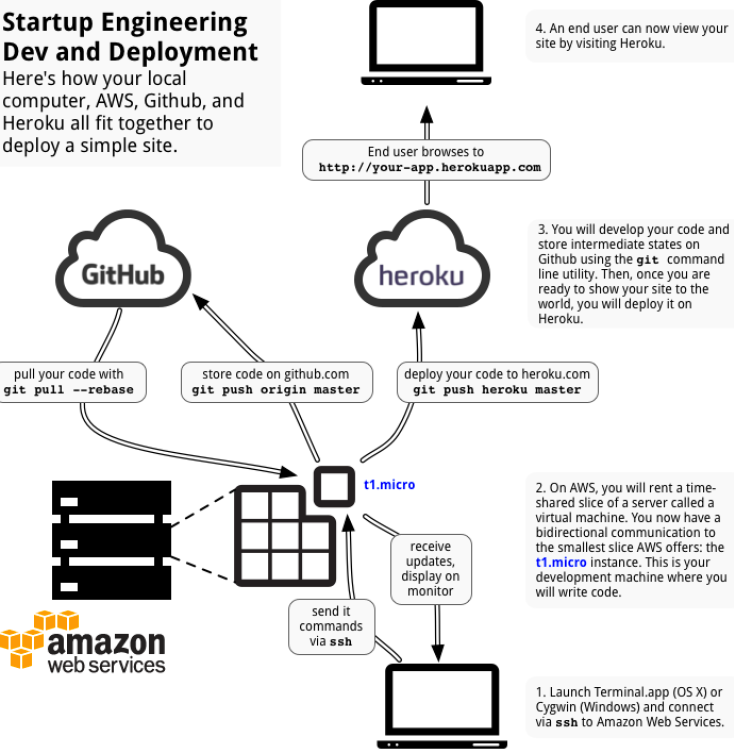 Startup Engineering
Dev and Deployment
Here's how your local
computer, AWS, Github, and
Heroku all fit together to
deploy a simple site.
4. An end user can now view your
site by visiting Heroku.
End user browses to
http://your-app.herokuapp.com
GitHub
heroku
3. You will develop your code and
store intermediate states on
Github using the git command
line utility. Then, once you are
ready to show your site to the
world, you will deploy it on
Heroku.
pull your code with
git pull --rebase
store code on github.com
git push origin master
deploy your code to heroku.com
git push heroku master
t1.micro
2. On AWS, you will rent a time-
shared slice of a server called a
virtual machine. You now have a
bidirectional communication to
the smallest slice AWS offers: the
t1.micro instance. This is your
development machine where you
will write code.
receive
updates,
display on
monitor
send it
commands
via ssh
amazon
web services
1. Launch Terminal.app (OS X) or
Cygwin (Windows) and connect
via ssh to Amazon Web Services.